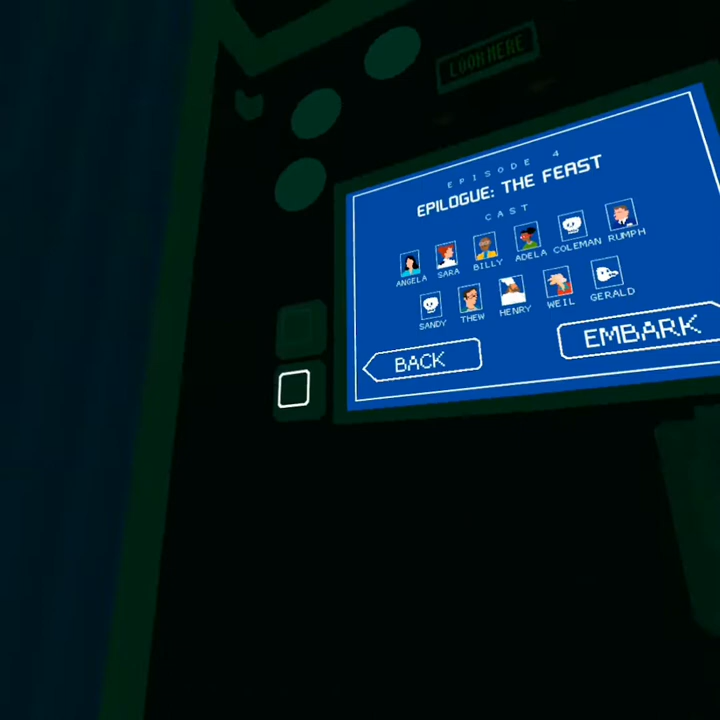 LOOK HERE
EPISODE 4
EPILOGUE: THE FEAST
CAST
ANGELA SARA BILLY ADELA COLEMAN RUMPH
SANDY THEW HENRY WEIL GERALD
BACK EMBARK